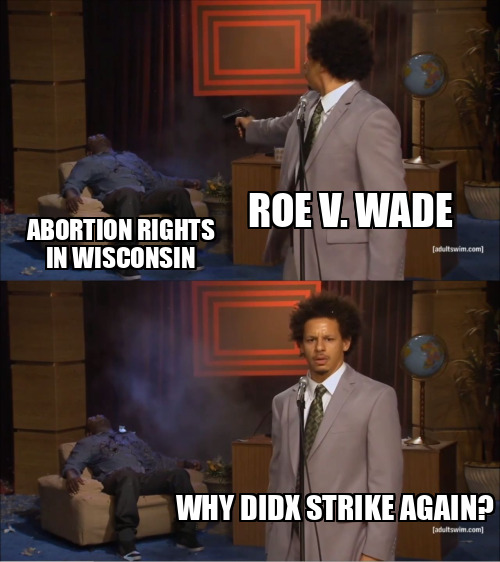 ROE V. WADE
ABORTION RIGHTS
IN WISCONSIN
[adultswim.com]
WHY DIDX STRIKE AGAIN?
[adultswim.com]